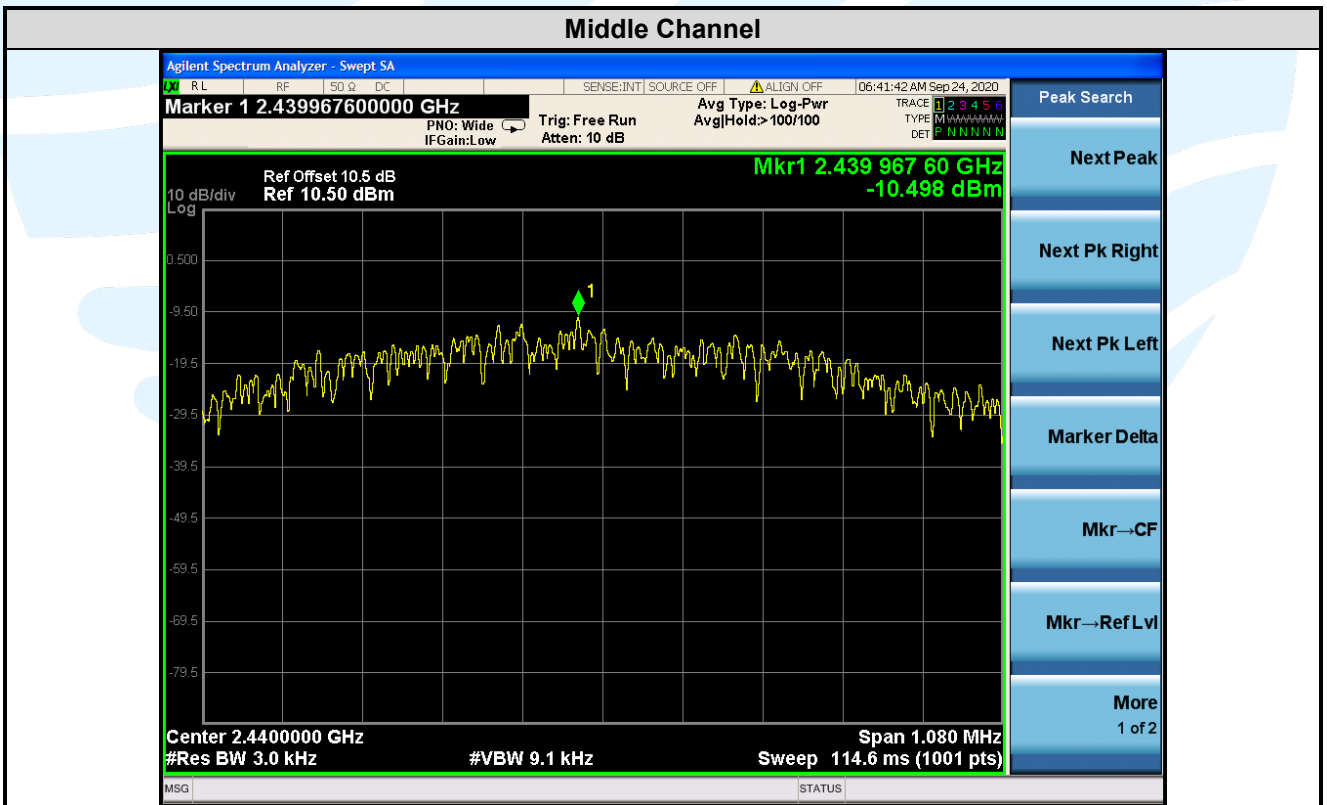 Middle Channel
Agilent Spectrum Analyzer - Swept SA
LXI RL RF 50 Ω DC SENSE:INT SOURCE OFF ALIGN OFF 06:41:42 AM Sep 24, 2020
Marker 1 2.439967600000 GHz
PNO: Wide
IFGain:Low
Trig: Free Run
Atten: 10 dB
Avg Type: Log-Pwr
Avg|Hold:>100/100
TRACE 1 2 3 4 5 6
TYPE M
DET P N N N N N
Peak Search
Mkr1 2.439 967 60 GHz
-10.498 dBm
Ref Offset 10.5 dB
10 dB/div Ref 10.50 dBm
Log
0.500
-9.50
-19.5
-29.5
-39.5
-49.5
-59.5
-69.5
-79.5
1
Center 2.4400000 GHz Span 1.080 MHz
#Res BW 3.0 kHz #VBW 9.1 kHz Sweep 114.6 ms (1001 pts)
MSG STATUS
Next Peak
Next Pk Right
Next Pk Left
Marker Delta
Mkr→CF
Mkr→Ref Lvl
More
1 of 2